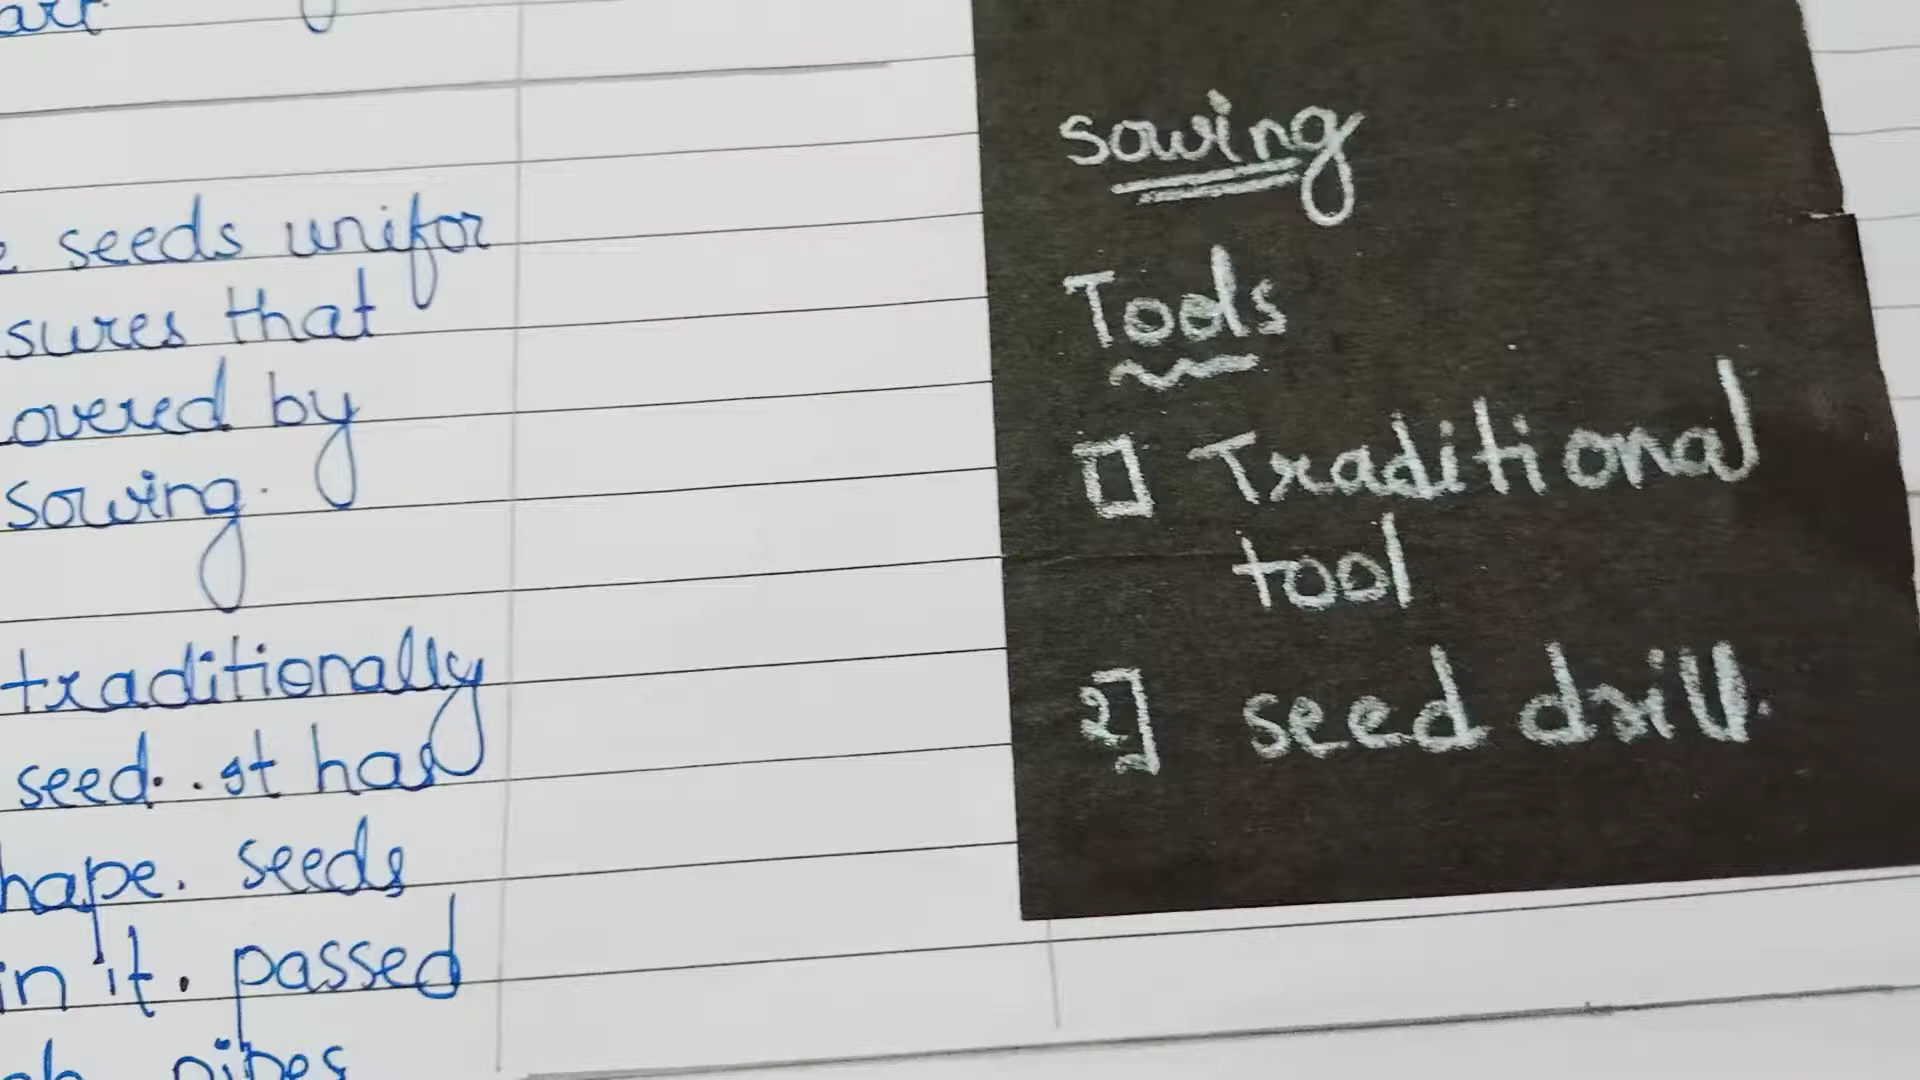 seeds unifor
sures that
overed by
sowing.
traditionally
seed. . It has
hape. seeds
in it. passed
pipes
sowing
Tools
1] Traditional
tool
2] seed drill.